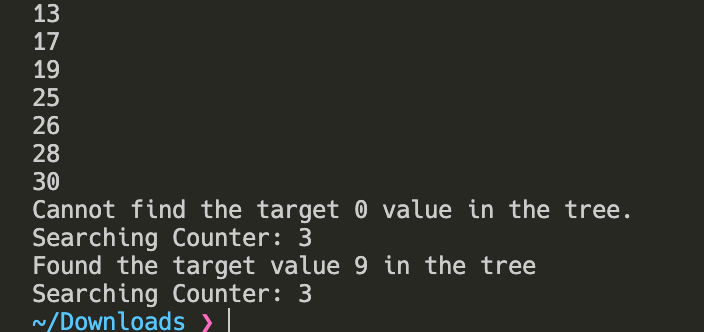 13
17
19
25
26
28
30
Cannot find the target 0 value in the tree.
Searching Counter: 3
Found the target value 9 in the tree
Searching Counter: 3
~/Downloads ❯